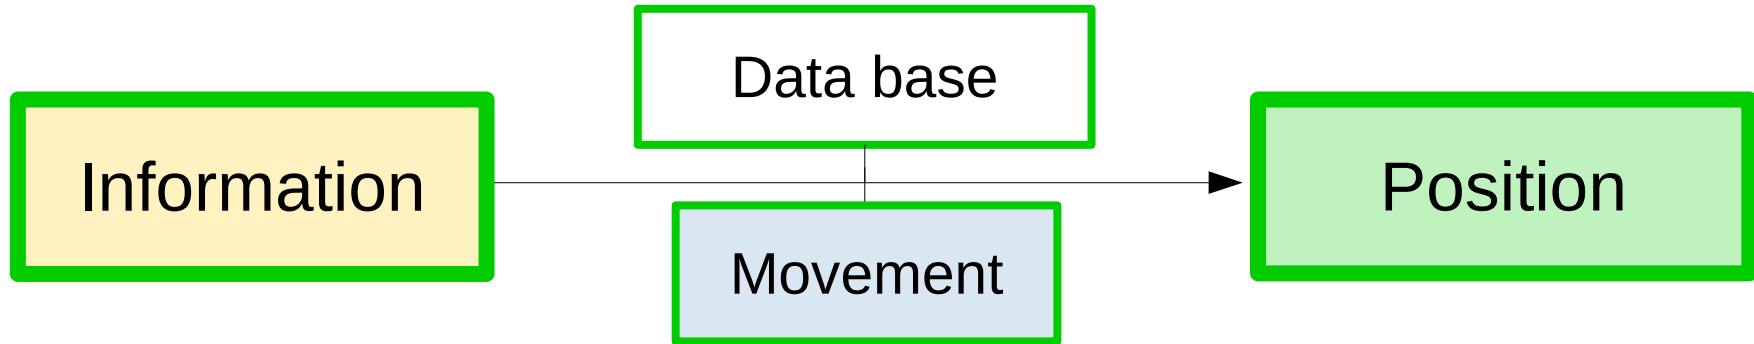 Data base
Information
Position
Movement